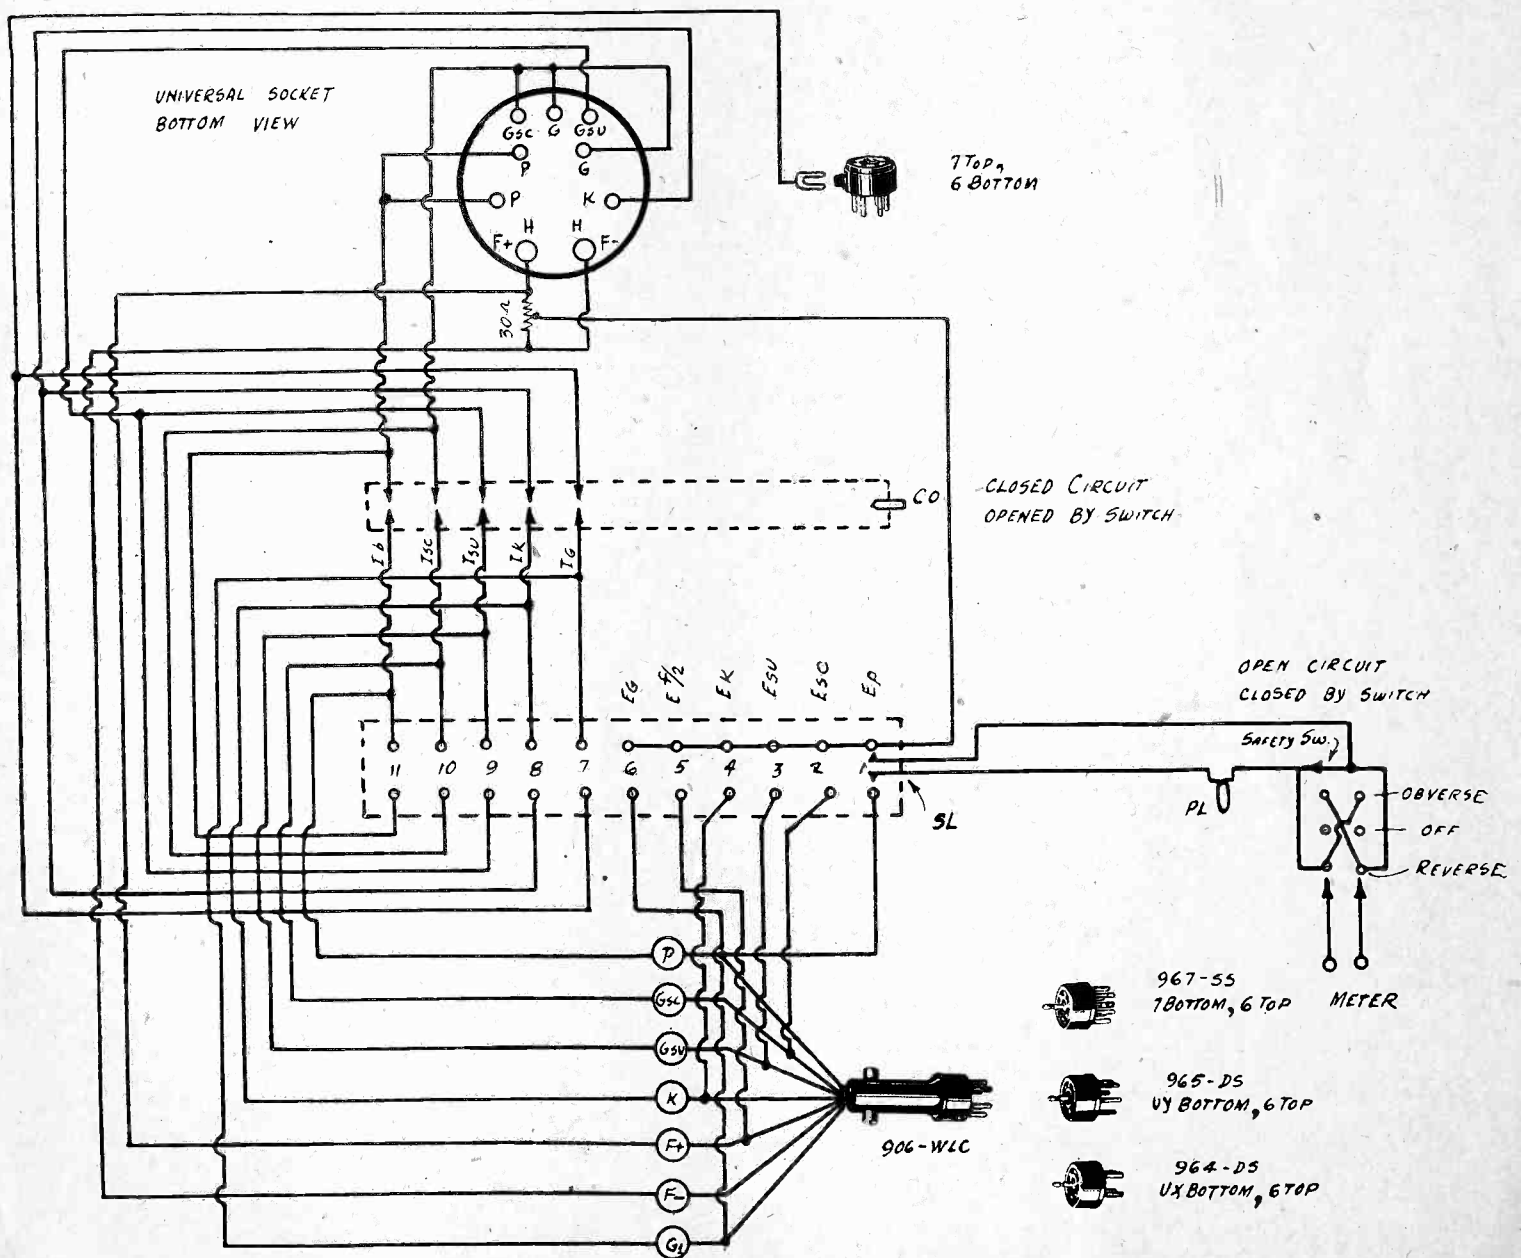 UNIVERSAL SOCKET
BOTTOM VIEW
GSC G GSU
P G
P K
H H
F+ F-
30Ω
7 TOP,
6 BOTTOM
CO
CLOSED CIRCUIT
OPENED BY SWITCH
Ib ISC ISU IK IG
EG Ef/2 EK ESU ESC EP
OPEN CIRCUIT
CLOSED BY SWITCH
SAFETY SW.
11 10 9 8 7 6 5 4 3 2 1
SL
PL
OBVERSE
OFF
REVERSE
METER
P
GSC
GSU
K
F+
F-
G1
906-WLC
967-SS
7 BOTTOM, 6 TOP
965-DS
UY BOTTOM, 6 TOP
964-DS
UX BOTTOM, 6 TOP